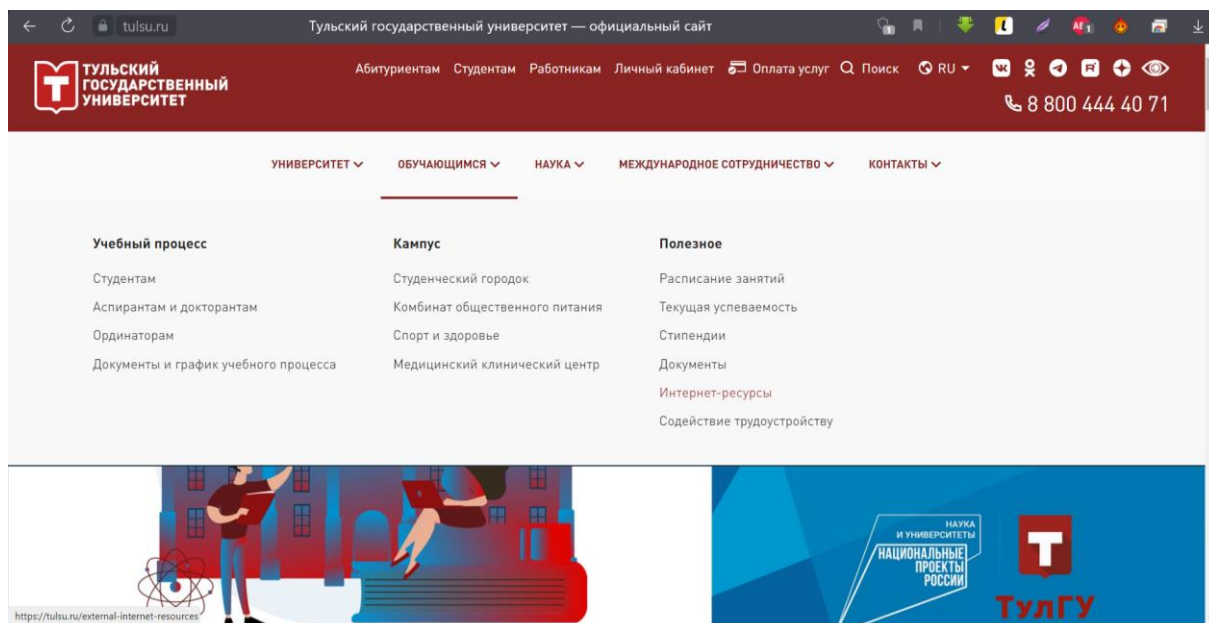 tulsu.ru
Тульский государственный университет — официальный сайт
ТУЛЬСКИЙ
ГОСУДАРСТВЕННЫЙ
УНИВЕРСИТЕТ
Абитуриентам Студентам Работникам Личный кабинет Оплата услуг Поиск RU
8 800 444 40 71
УНИВЕРСИТЕТ ОБУЧАЮЩИМСЯ НАУКА МЕЖДУНАРОДНОЕ СОТРУДНИЧЕСТВО КОНТАКТЫ
Учебный процесс
Студентам
Аспирантам и докторантам
Ординаторам
Документы и график учебного процесса
Кампус
Студенческий городок
Комбинат общественного питания
Спорт и здоровье
Медицинский клинический центр
Полезное
Расписание занятий
Текущая успеваемость
Стипендии
Документы
Интернет-ресурсы
Содействие трудоустройству
НАУКА
И УНИВЕРСИТЕТЫ
НАЦИОНАЛЬНЫЕ
ПРОЕКТЫ
РОССИИ
ТулГУ
https://tulsu.ru/external-internet-resources